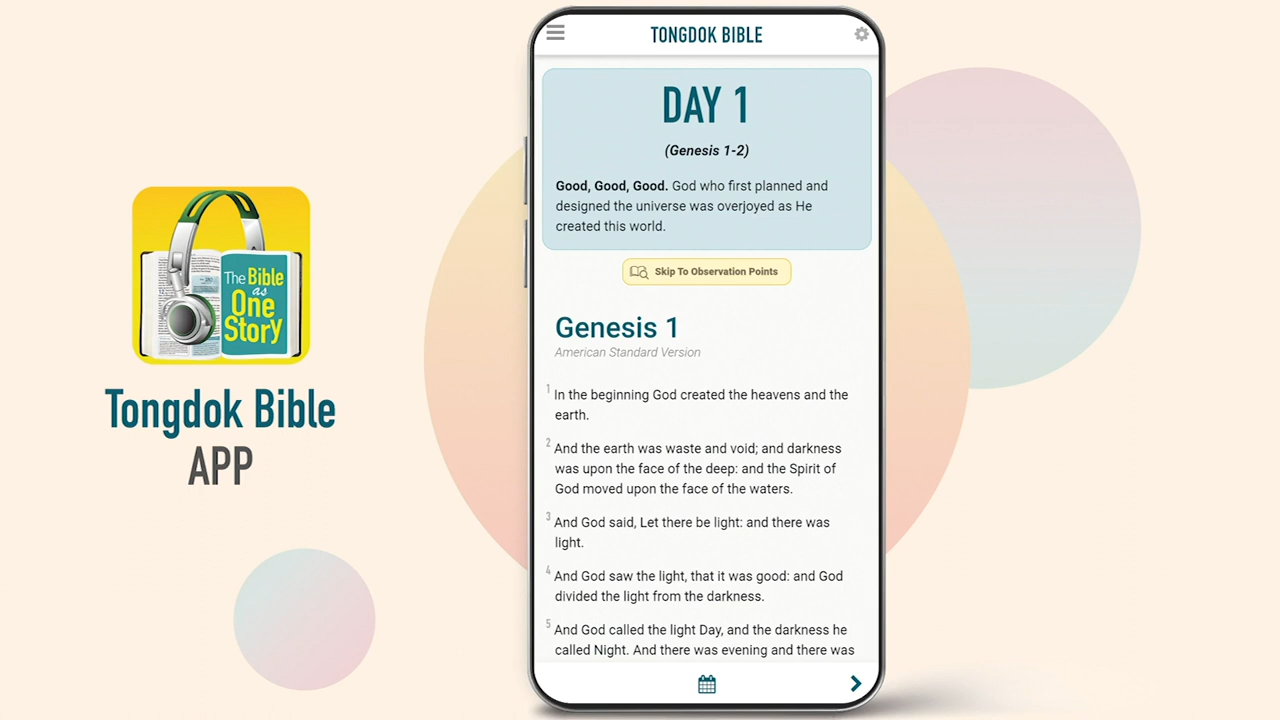 The Bible
as
One
Story
Tongdok Bible
APP
TONGDOK BIBLE
DAY 1
(Genesis 1-2)
Good, Good, Good. God who first planned and
designed the universe was overjoyed as He
created this world.
Skip To Observation Points
Genesis 1
American Standard Version
1 In the beginning God created the heavens and the
earth.
2 And the earth was waste and void; and darkness
was upon the face of the deep: and the Spirit of
God moved upon the face of the waters.
3 And God said, Let there be light: and there was
light.
4 And God saw the light, that it was good: and God
divided the light from the darkness.
5 And God called the light Day, and the darkness he
called Night. And there was evening and there was